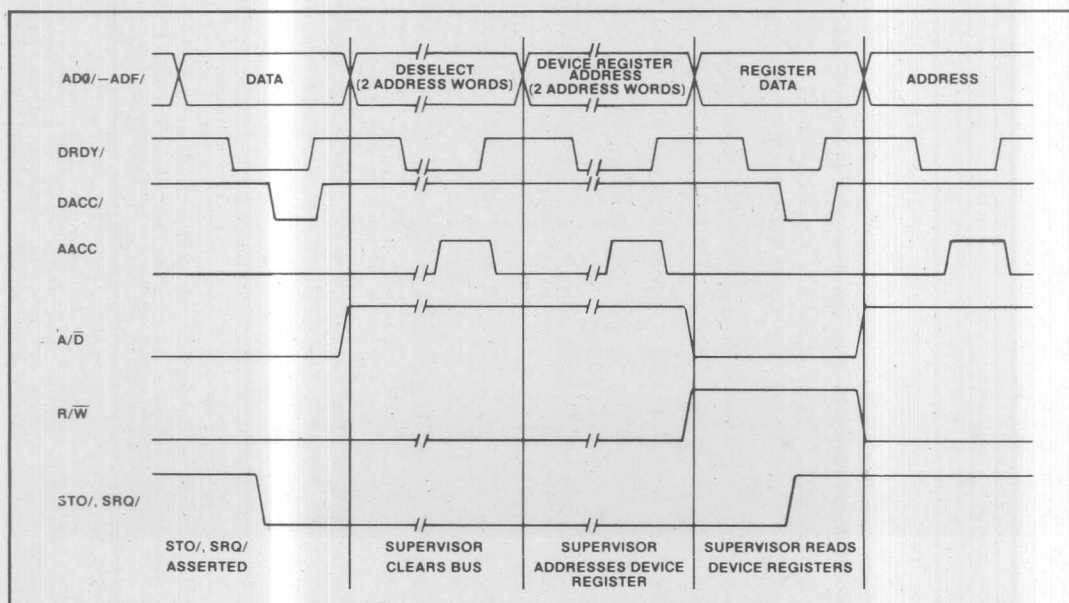 AD0/–ADF/
DATA
DESELECT
(2 ADDRESS WORDS)
DEVICE REGISTER
ADDRESS
(2 ADDRESS WORDS)
REGISTER
DATA
ADDRESS
DRDY/
DACC/
AACC
A/D̅
R/W̅
STO/, SRQ/
STO/, SRQ/
ASSERTED
SUPERVISOR
CLEARS BUS
SUPERVISOR
ADDRESSES DEVICE
REGISTER
SUPERVISOR READS
DEVICE REGISTERS